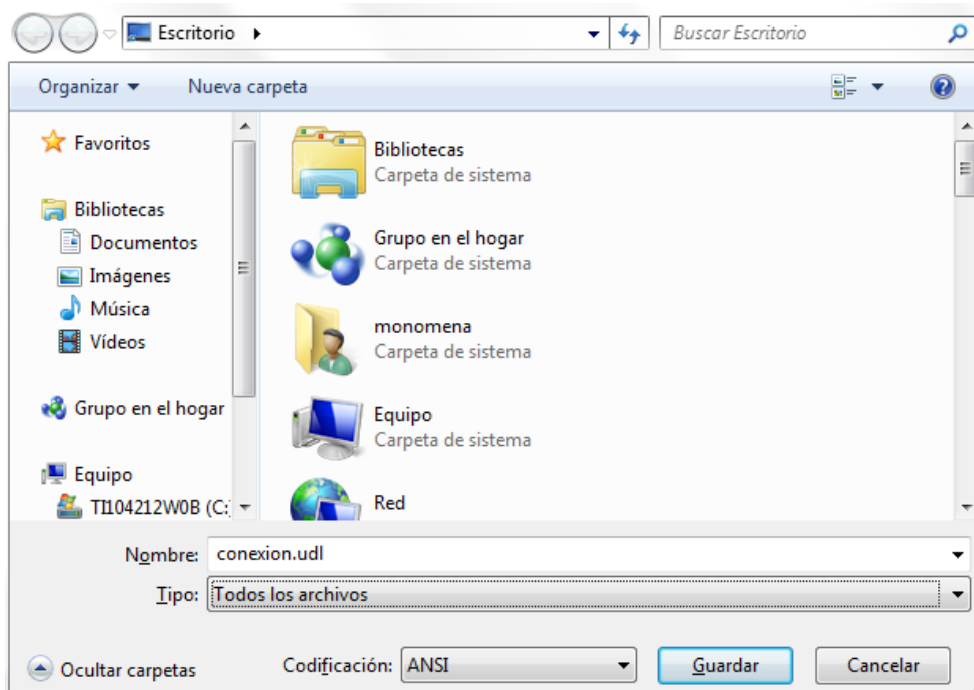 Escritorio
Buscar Escritorio
Organizar
Nueva carpeta
Favoritos
Bibliotecas
Documentos
Imágenes
Música
Vídeos
Grupo en el hogar
Equipo
TI104212W0B (C:)
Bibliotecas
Carpeta de sistema
Grupo en el hogar
Carpeta de sistema
monomena
Carpeta de sistema
Equipo
Carpeta de sistema
Red
Nombre: conexion.udl
Tipo: Todos los archivos
Ocultar carpetas
Codificación: ANSI
Guardar
Cancelar